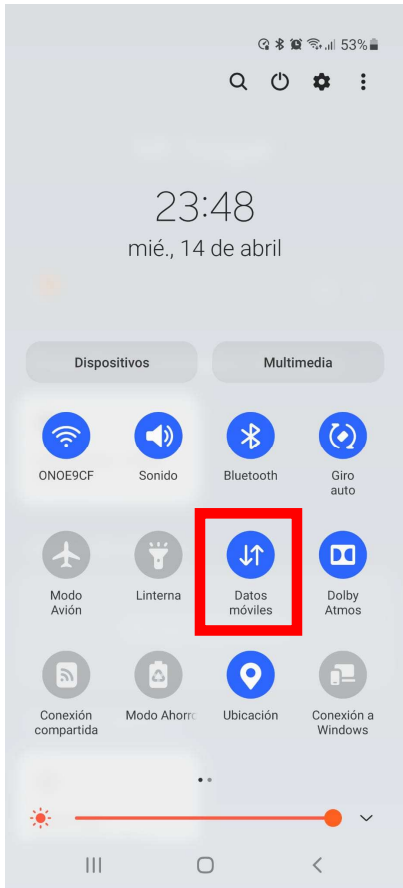 53%
23:48
mié., 14 de abril
Dispositivos Multimedia
ONOE9CF Sonido Bluetooth Giro
auto
Modo Linterna Datos Dolby
Avión móviles Atmos
Conexión Modo Ahorro Ubicación Conexión a
compartida Windows